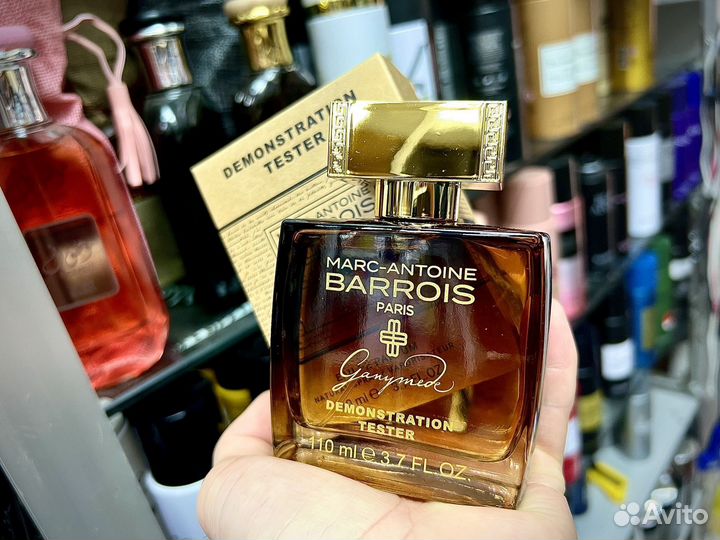 DEMONSTRATION
TESTER
-ANTOINE
BARROIS
MARC-ANTOINE
BARROIS
PARIS
Ganymede
DEMONSTRATION
TESTER
110 ml e 3.7 FL.OZ.
Avito